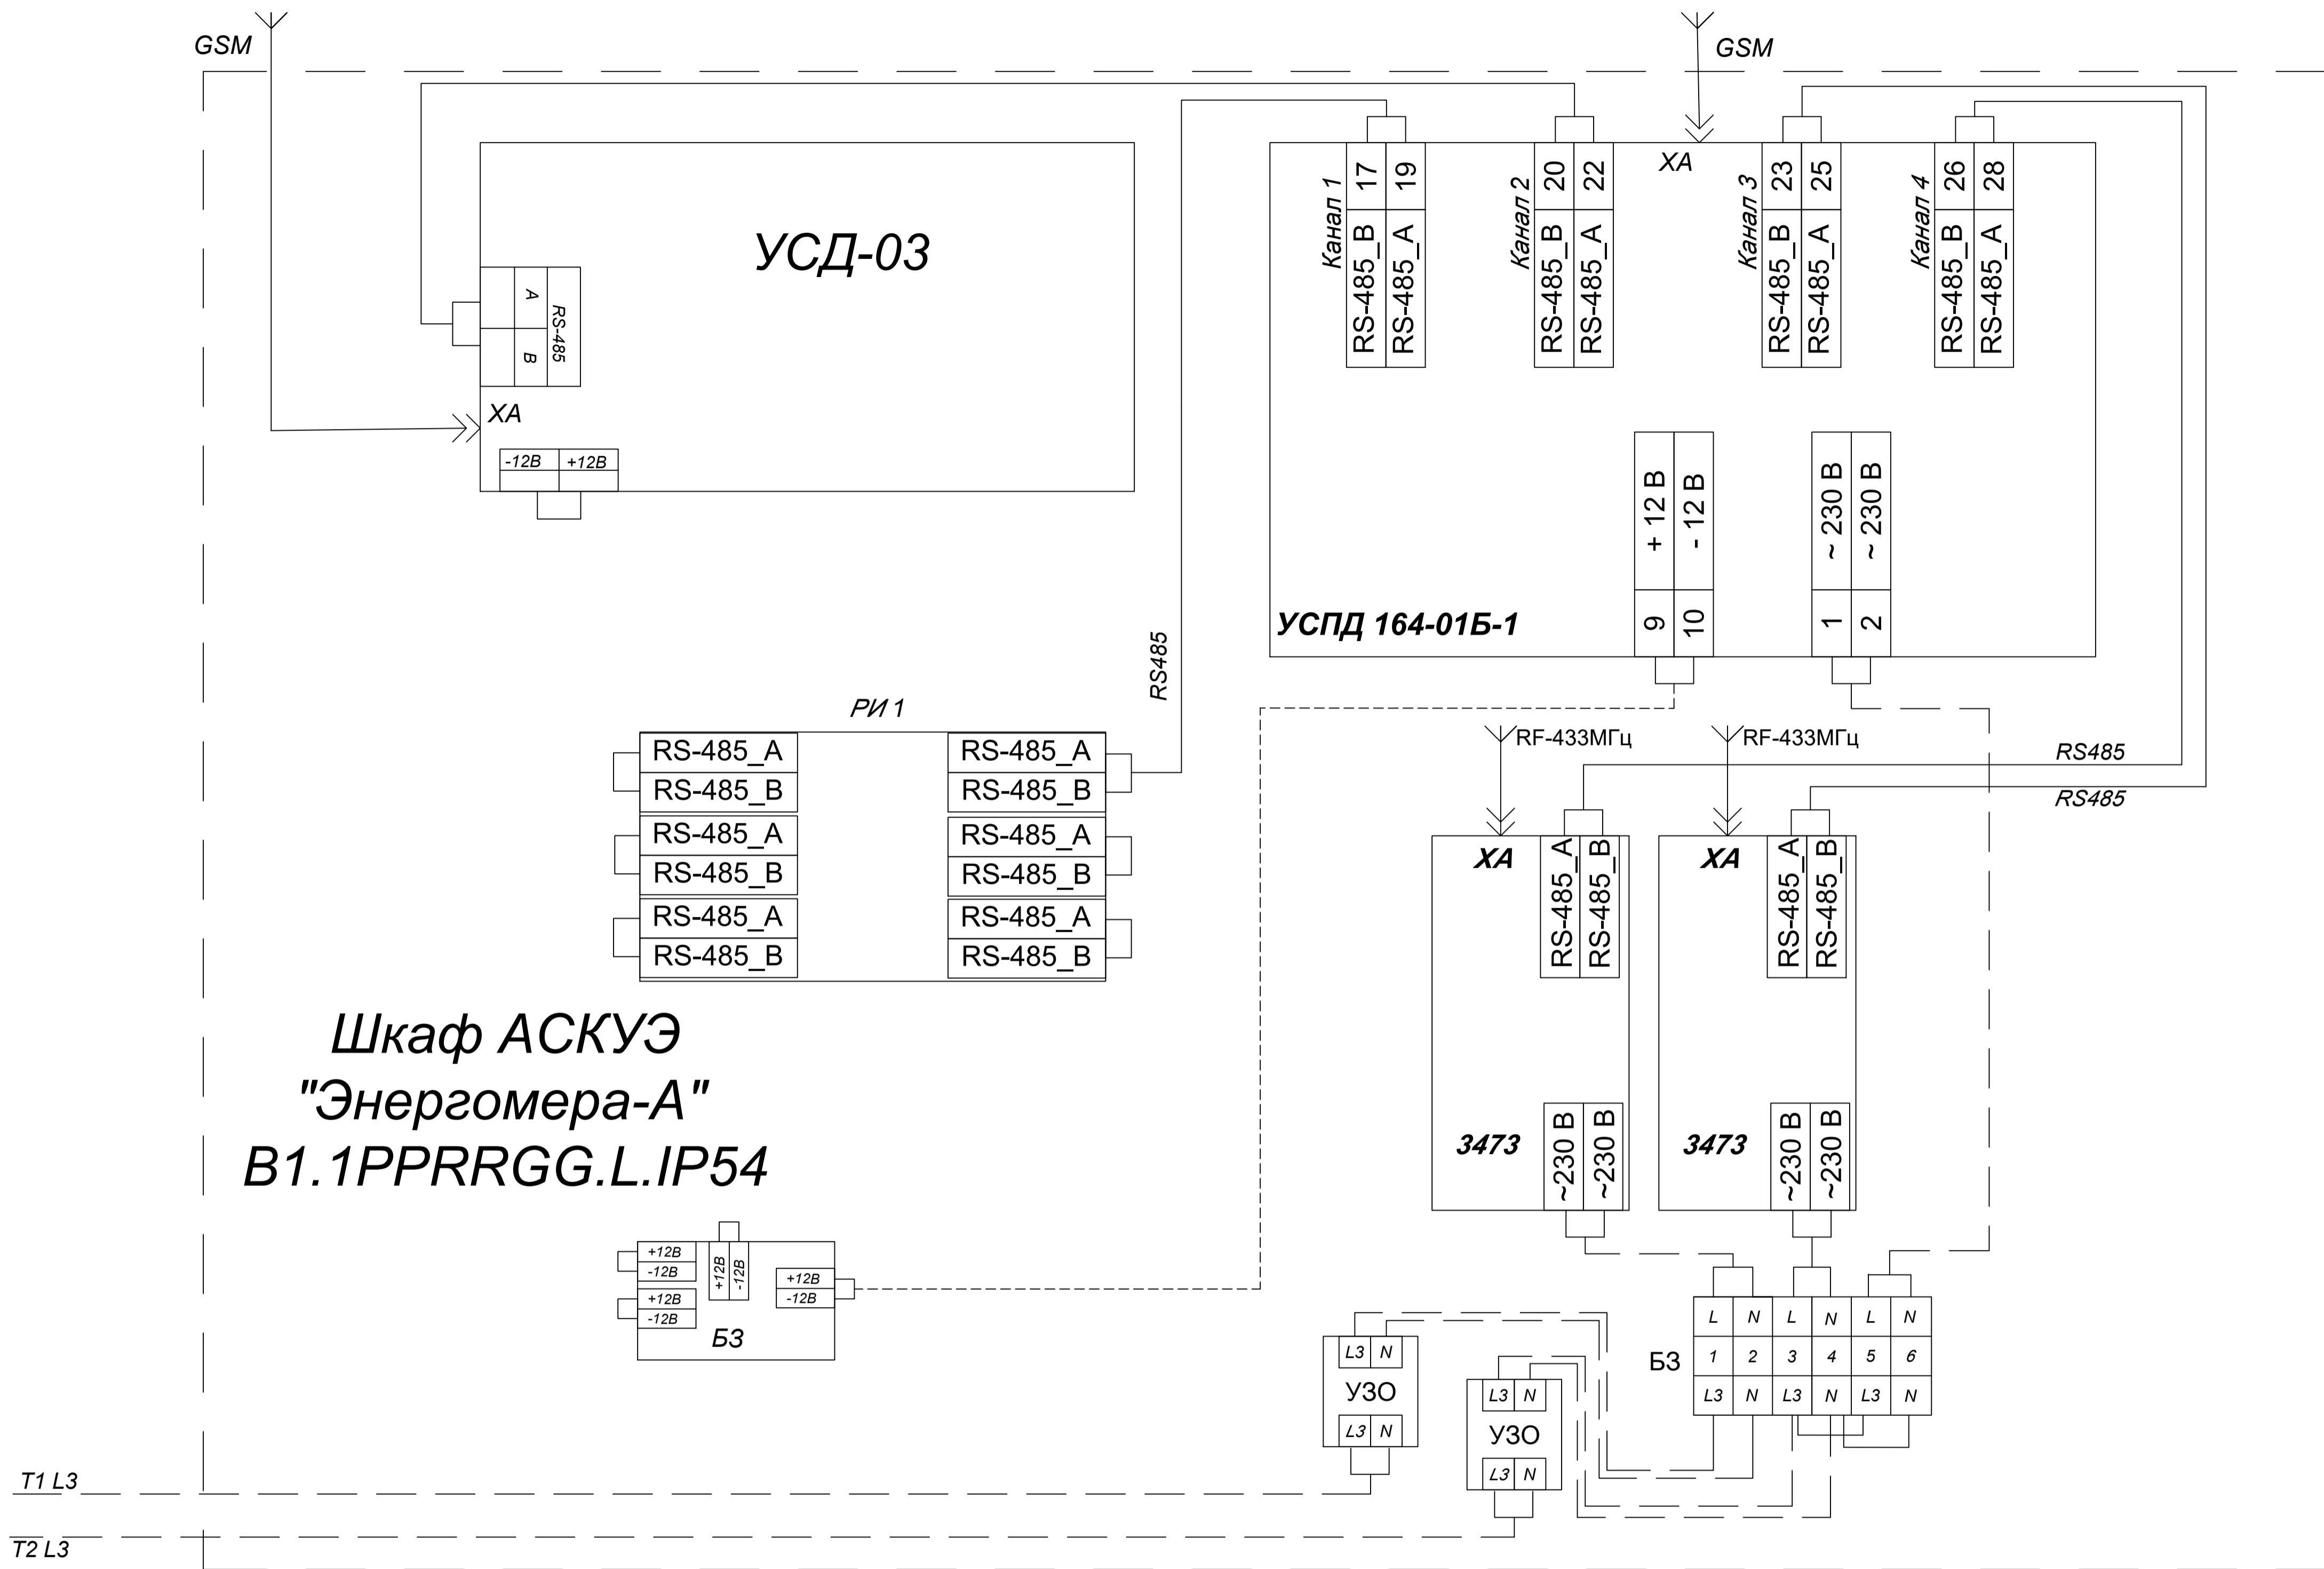 GSM
GSM
УСД-03
A
B
RS-485
XA
-12В
+12В
XA
Канал 1
17
19
RS-485_B
RS-485_A
Канал 2
20
22
RS-485_B
RS-485_A
Канал 3
23
25
RS-485_B
RS-485_A
Канал 4
26
28
RS-485_B
RS-485_A
+ 12 В
- 12 В
9
10
~ 230 В
~ 230 В
1
2
УСПД 164-01Б-1
RS485
РИ 1
RS-485_A
RS-485_B
RS-485_A
RS-485_B
RS-485_A
RS-485_B
RS-485_A
RS-485_B
RS-485_A
RS-485_B
RS-485_A
RS-485_B
RF-433МГц
RF-433МГц
RS485
RS485
XA
RS-485_A
RS-485_B
3473
~230 В
~230 В
XA
RS-485_A
RS-485_B
3473
~230 В
~230 В
Шкаф АСКУЭ
"Энергомера-А"
B1.1PPRRGG.L.IP54
+12В
-12В
+12В
-12В
+12В
-12В
+12В
-12В
БЗ
L3 N
УЗО
L3 N
L3 N
УЗО
L3 N
БЗ
L N L N L N
1 2 3 4 5 6
L3 N L3 N L3 N
T1 L3
T2 L3